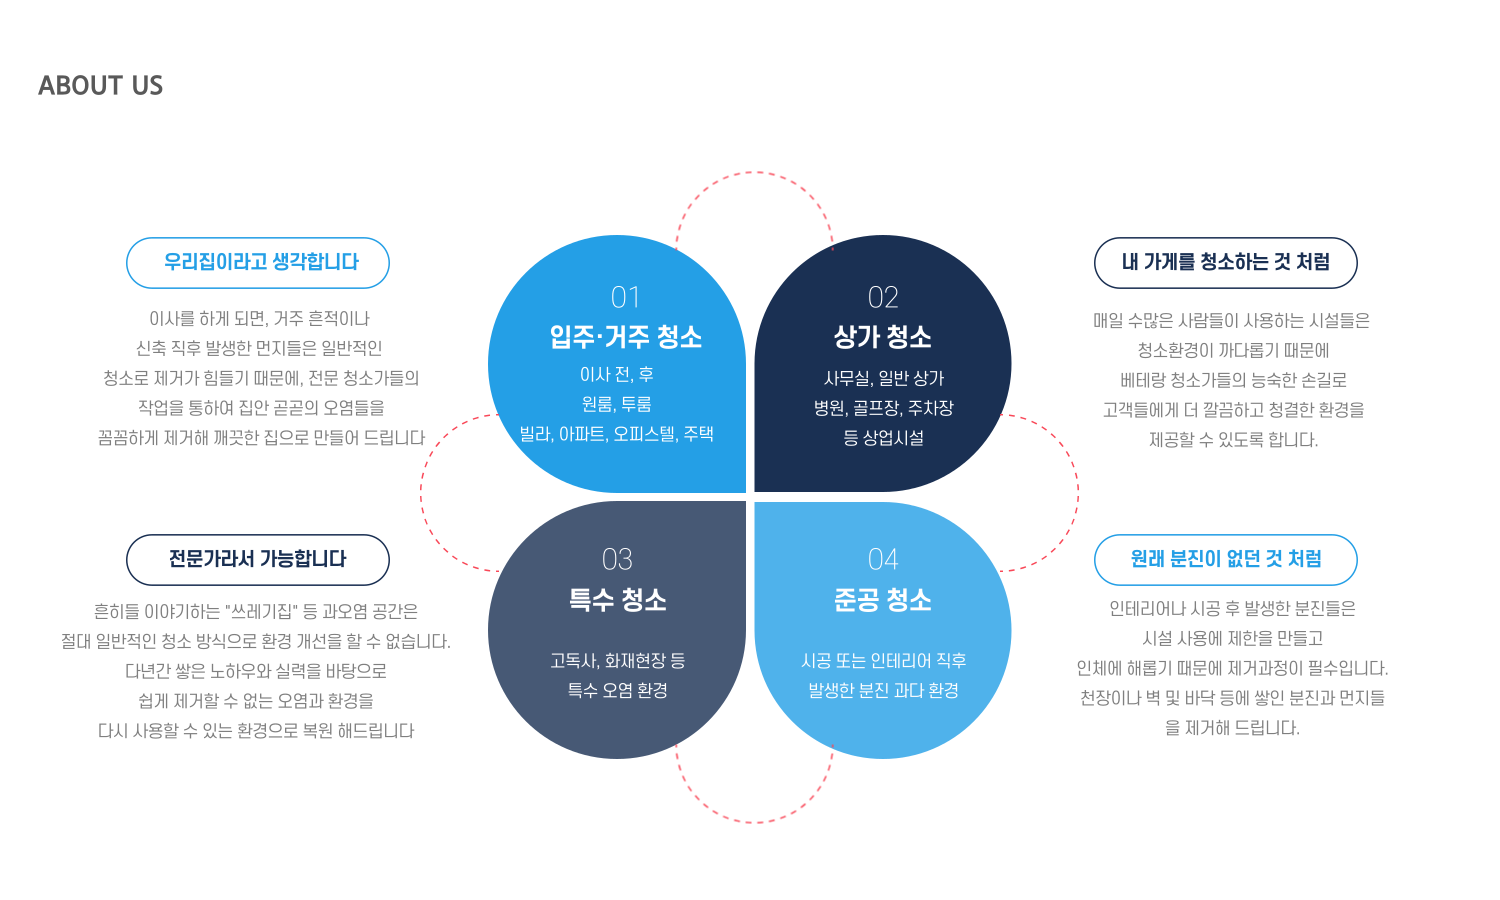 ABOUT US
우리집이라고 생각합니다
이사를 하게 되면, 거주 흔적이나
신축 직후 발생한 먼지들은 일반적인
청소로 제거가 힘들기 때문에, 전문 청소가들의
작업을 통하여 집안 곧곧의 오염들을
꼼꼼하게 제거해 깨끗한 집으로 만들어 드립니다
01
입주·거주 청소
이사 전, 후
원룸, 투룸
빌라, 아파트, 오피스텔, 주택
02
상가 청소
사무실, 일반 상가
병원, 골프장, 주차장
등 상업시설
내 가게를 청소하는 것 처럼
매일 수많은 사람들이 사용하는 시설들은
청소환경이 까다롭기 때문에
베테랑 청소가들의 능숙한 손길로
고객들에게 더 깔끔하고 청결한 환경을
제공할 수 있도록 합니다.
전문가라서 가능합니다
흔히들 이야기하는 "쓰레기집" 등 과오염 공간은
절대 일반적인 청소 방식으로 환경 개선을 할 수 없습니다.
다년간 쌓은 노하우와 실력을 바탕으로
쉽게 제거할 수 없는 오염과 환경을
다시 사용할 수 있는 환경으로 복원 해드립니다
03
특수 청소
고독사, 화재현장 등
특수 오염 환경
04
준공 청소
시공 또는 인테리어 직후
발생한 분진 과다 환경
원래 분진이 없던 것 처럼
인테리어나 시공 후 발생한 분진들은
시설 사용에 제한을 만들고
인체에 해롭기 때문에 제거과정이 필수입니다.
천장이나 벽 및 바닥 등에 쌓인 분진과 먼지들
을 제거해 드립니다.